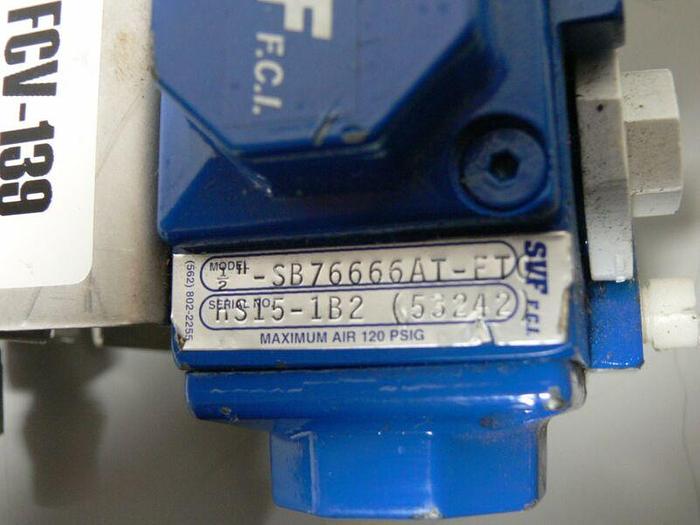 FCV-139
F
F.C.I.
MODEL
1/2"-SB76666AT-FT
SERIAL NO.
HS15-1B2 (53242)
MAXIMUM AIR 120 PSIG
(562) 802-2255
SVF F.C.I.